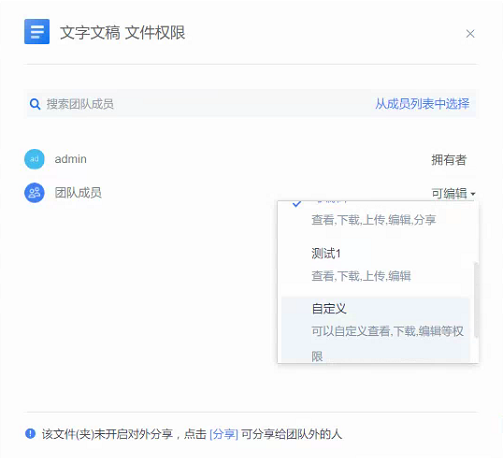 文字文稿 文件权限
搜索团队成员
从成员列表中选择
ad
admin
拥有者
团队成员
可编辑
查看,下载,上传,编辑,分享
测试1
查看,下载,上传,编辑
自定义
可以自定义查看,下载,编辑等权
限
该文件(夹)未开启对外分享，点击 [分享] 可分享给团队外的人